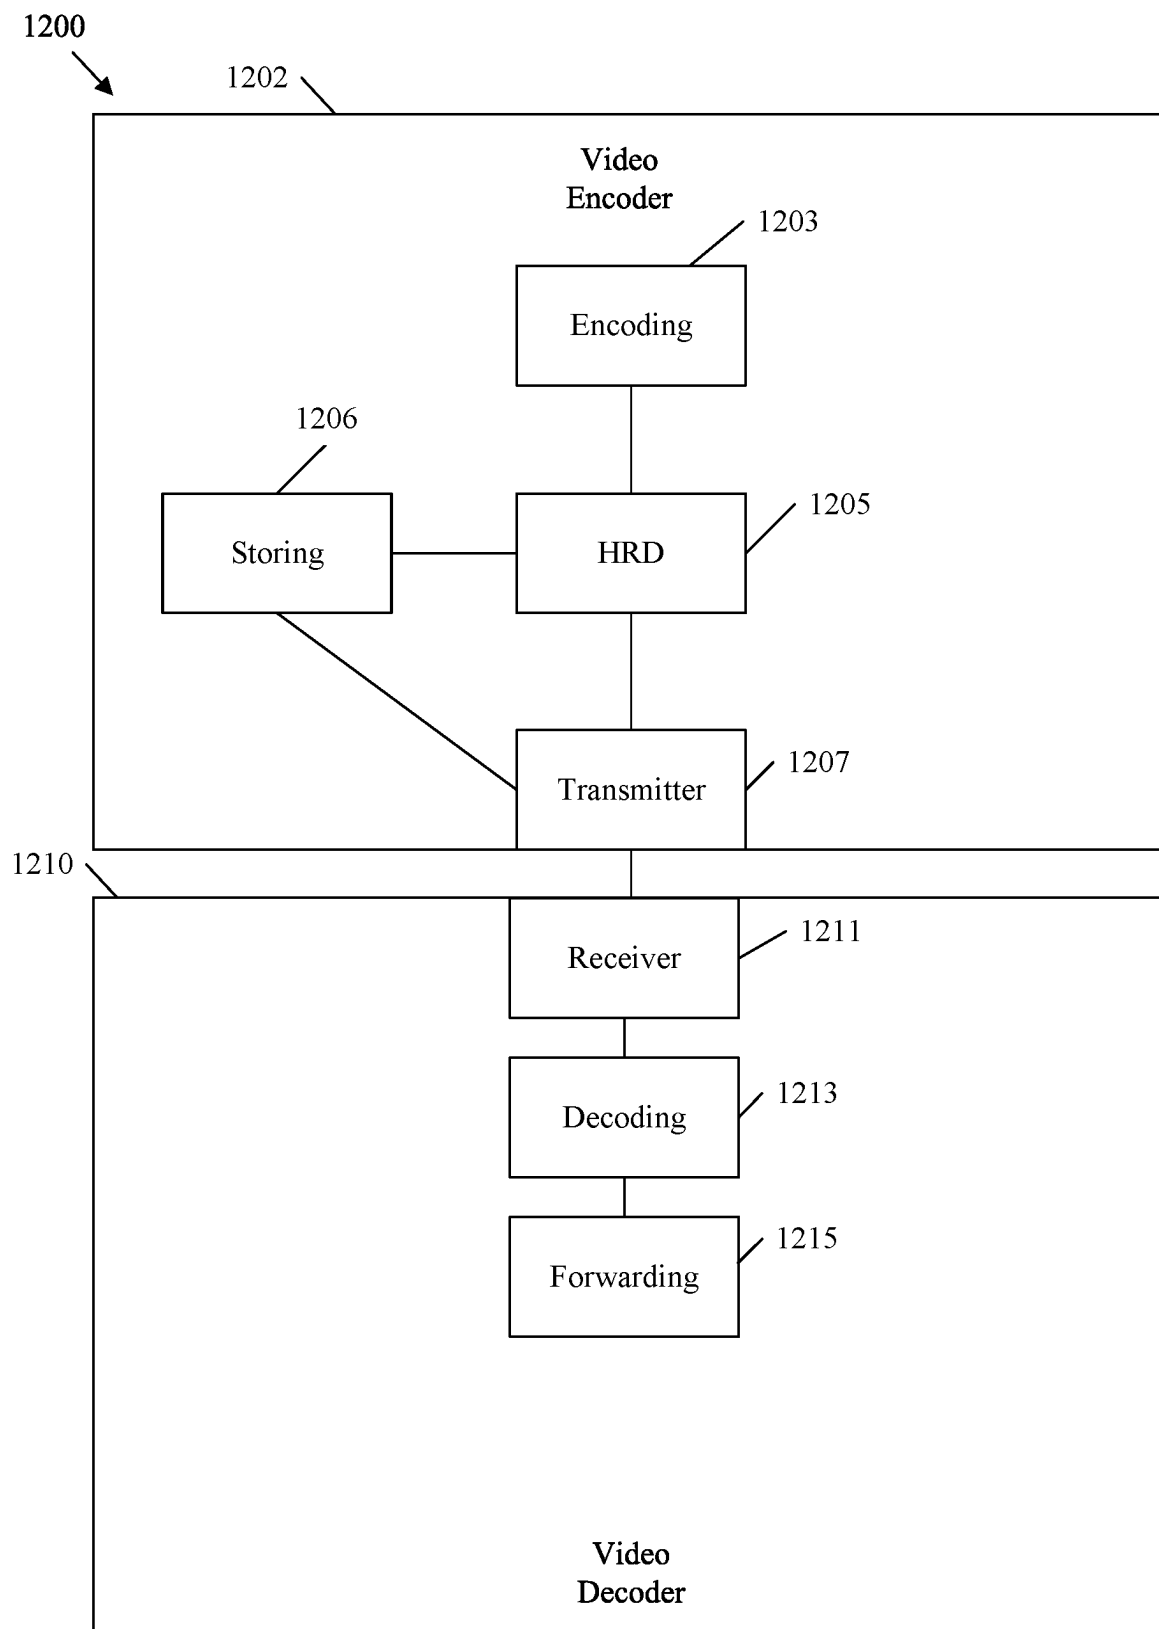 1200
1202
Video
Encoder
1203
Encoding
1206
1205
Storing
HRD
1207
Transmitter
1210
1211
Receiver
1213
Decoding
1215
Forwarding
Video
Decoder